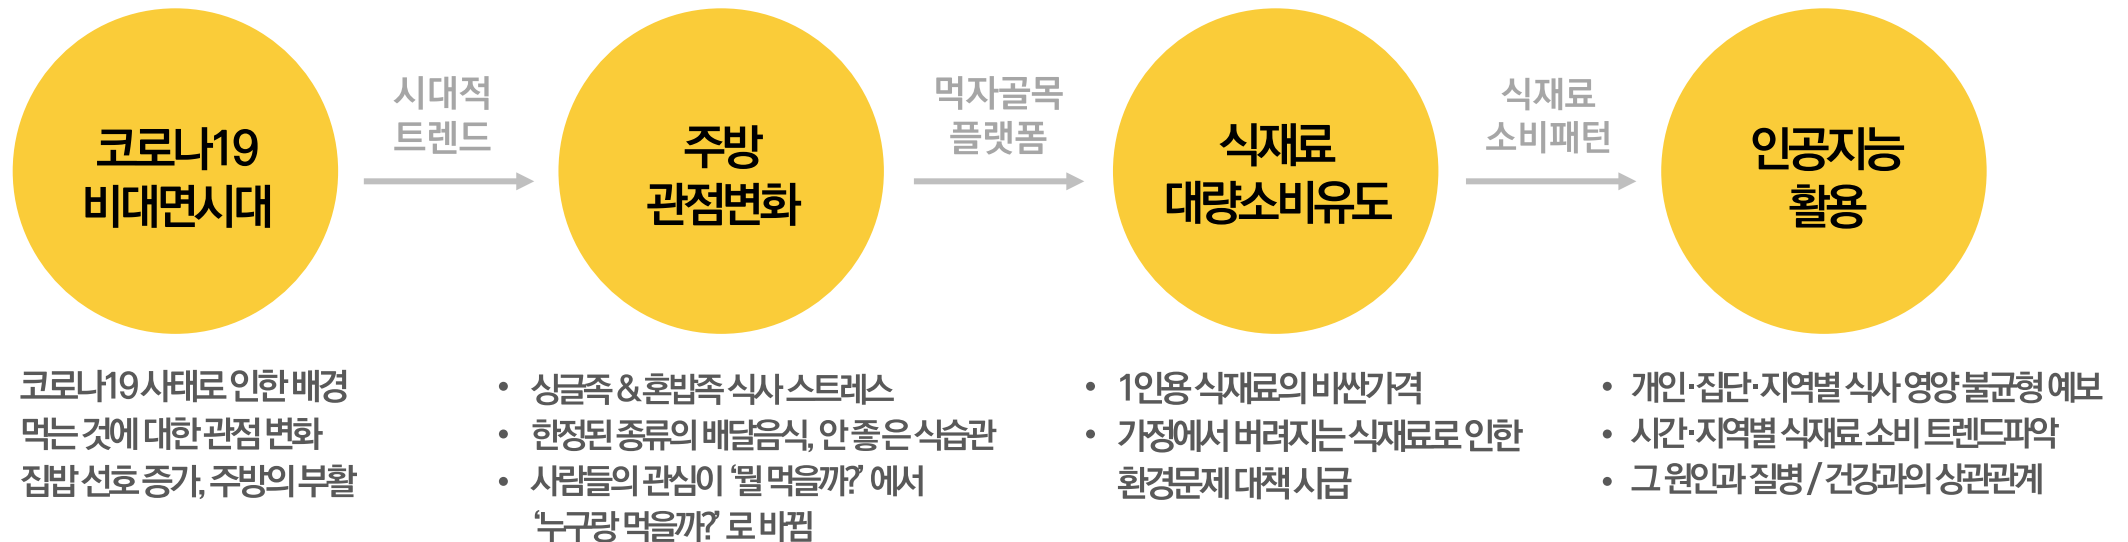 코로나19
비대면시대
시대적
트렌드
주방
관점변화
먹자골목
플랫폼
식재료
대량소비유도
식재료
소비패턴
인공지능
활용
코로나19 사태로 인한 배경
먹는 것에 대한 관점 변화
집밥 선호 증가, 주방의 부활
• 싱글족 & 혼밥족 식사 스트레스
• 한정된 종류의 배달음식, 안 좋 은 식습관
• 사람들의 관심이 ‘뭘 먹을까?’ 에서
‘누구랑 먹을까?’ 로 바뀜
• 1인용 식재료의 비싼가격
• 가정에서 버려지는 식재료로 인한
환경문제 대책 시급
• 개인·집단·지역별 식사 영양 불균형 예보
• 시간·지역별 식재료 소비 트렌드파악
• 그 원인과 질병 / 건강과의 상관관계